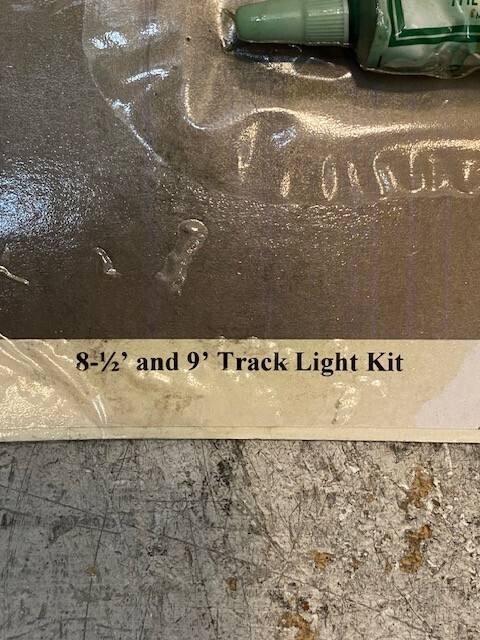 8-½’ and 9’ Track Light Kit